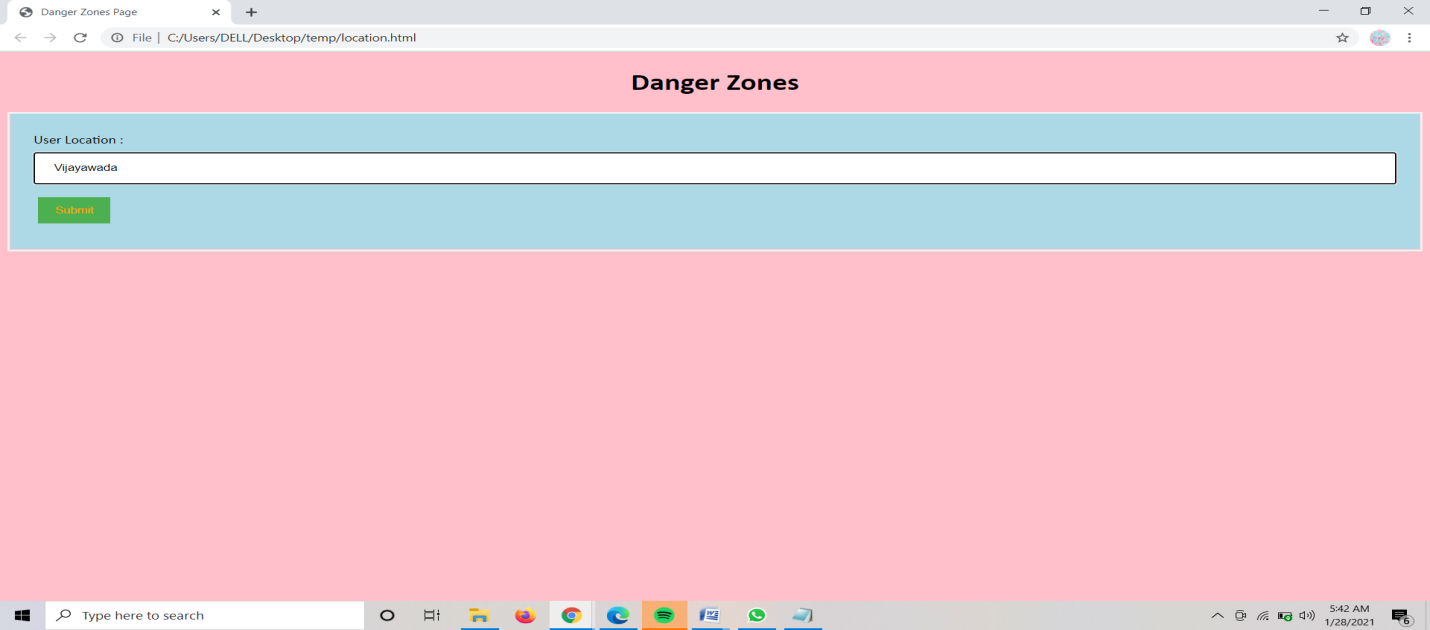 Danger Zones Page
File | C:/Users/DELL/Desktop/temp/location.html
Danger Zones
User Location :
Vijayawada
Submit
Type here to search
5:42 AM
1/28/2021
6